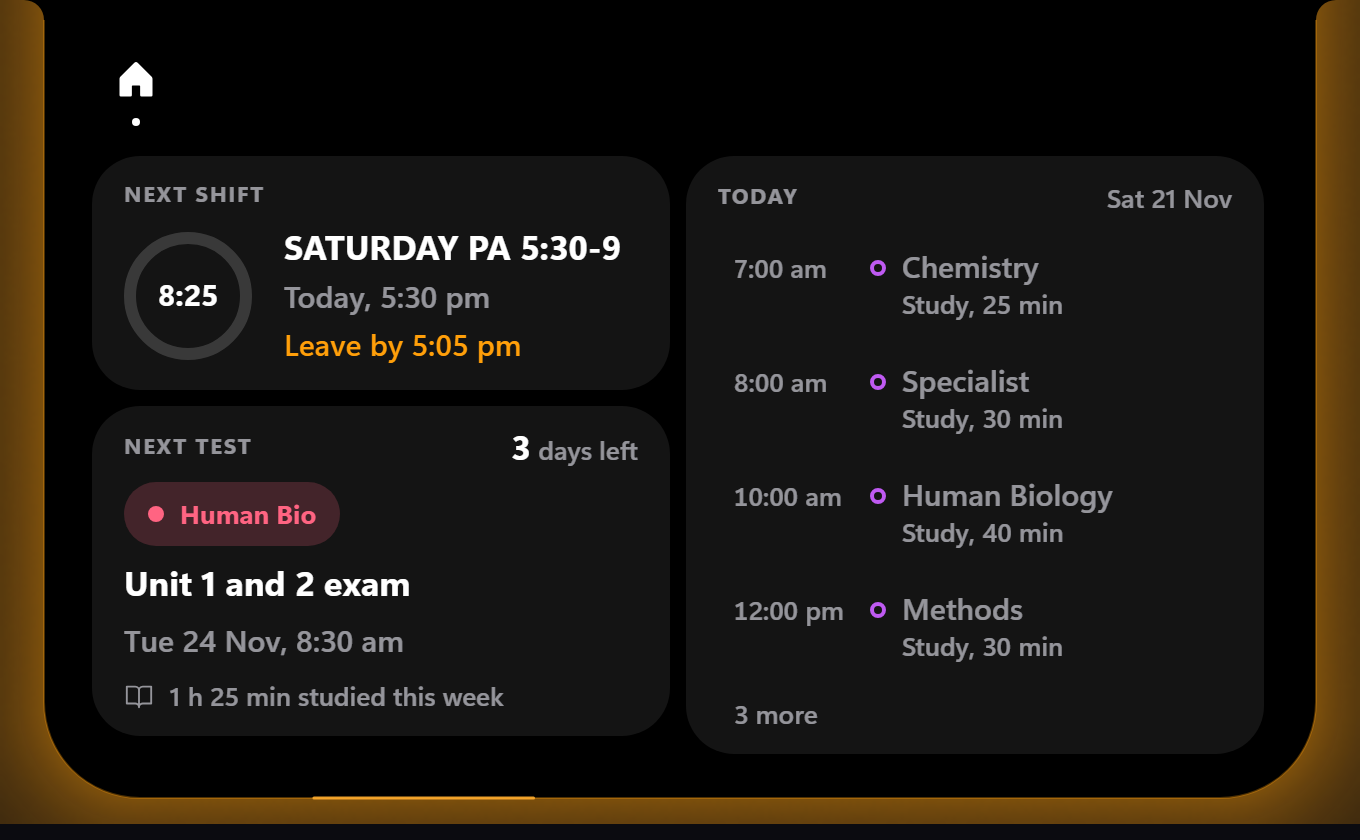 NEXT SHIFT
8:25
SATURDAY PA 5:30-9
Today, 5:30 pm
Leave by 5:05 pm
NEXT TEST
3 days left
Human Bio
Unit 1 and 2 exam
Tue 24 Nov, 8:30 am
1 h 25 min studied this week
TODAY
Sat 21 Nov
7:00 am
Chemistry
Study, 25 min
8:00 am
Specialist
Study, 30 min
10:00 am
Human Biology
Study, 40 min
12:00 pm
Methods
Study, 30 min
3 more